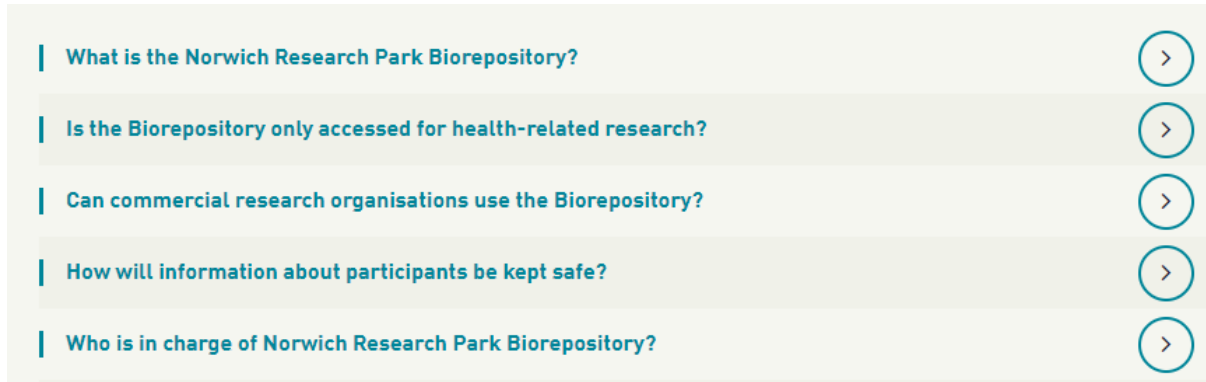 What is the Norwich Research Park Biorepository?
Is the Biorepository only accessed for health-related research?
Can commercial research organisations use the Biorepository?
How will information about participants be kept safe?
Who is in charge of Norwich Research Park Biorepository?